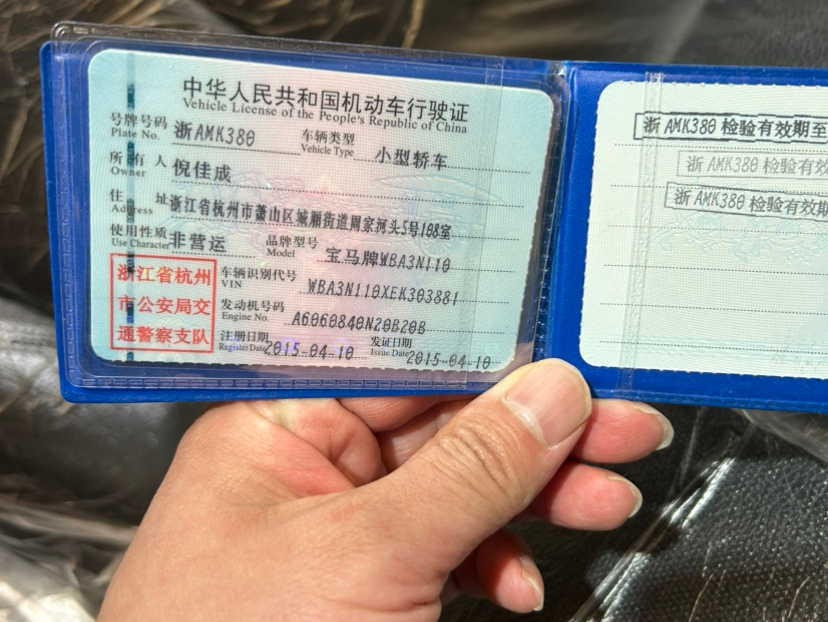 中华人民共和国机动车行驶证
Vehicle License of the People's Republic of China
号牌号码 浙AMK380 车辆类型 小型轿车
Plate No. Vehicle Type
所有人 倪佳成
Owner
住址 浙江省杭州市萧山区城厢街道周家河头5号108室
Address
使用性质 非营运 品牌型号 宝马牌WBA3N110
Use Character Model
浙江省杭州
市公安局交
通警察支队
车辆识别代号 WBA3N110XEK303881
VIN
发动机号码 A6060840N20B20B
Engine No.
注册日期 2015-04-10 发证日期 2015-04-10
Register Date Issue Date
浙AMK380 检验有效期至
浙AMK380 检验有效
浙AMK380 检验有效期